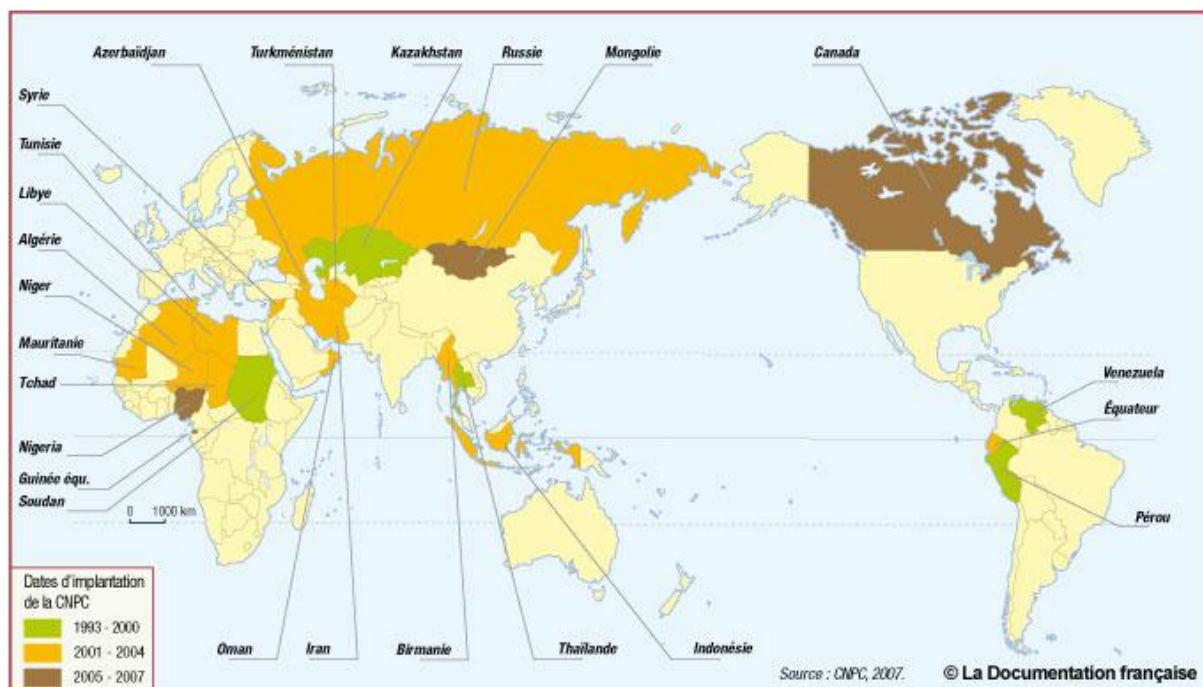 Azerbaïdjan
Turkménistan
Kazakhstan
Russie
Mongolie
Canada
Syrie
Tunisie
Libye
Algérie
Niger
Mauritanie
Tchad
Nigeria
Guinée équ.
Soudan
0 1000 km
Venezuela
Équateur
Pérou
Dates d'implantation
de la CNPC
1993 - 2000
2001 - 2004
2005 - 2007
Oman
Iran
Birmanie
Thaïlande
Indonésie
Source : CNPC, 2007.
© La Documentation française